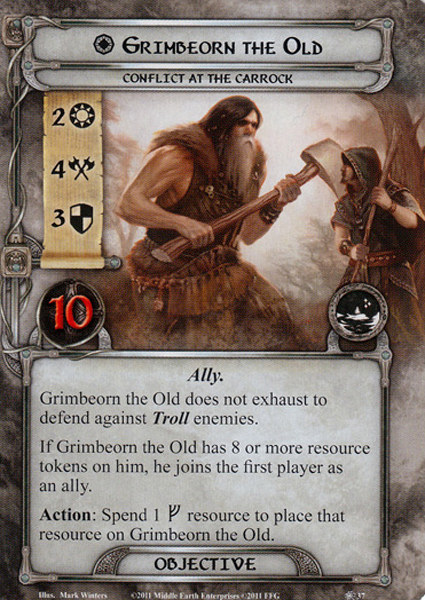 Grimbeorn the Old
Conflict at the Carrock
2
4
3
10
Ally.
Grimbeorn the Old does not exhaust to
defend against Troll enemies.
If Grimbeorn the Old has 8 or more resource
tokens on him, he joins the first player as
an ally.
Action: Spend 1 resource to place that
resource on Grimbeorn the Old.
Objective
Illus. Mark Winters ©2011 Middle Earth Enterprises ©2011 FFG 37